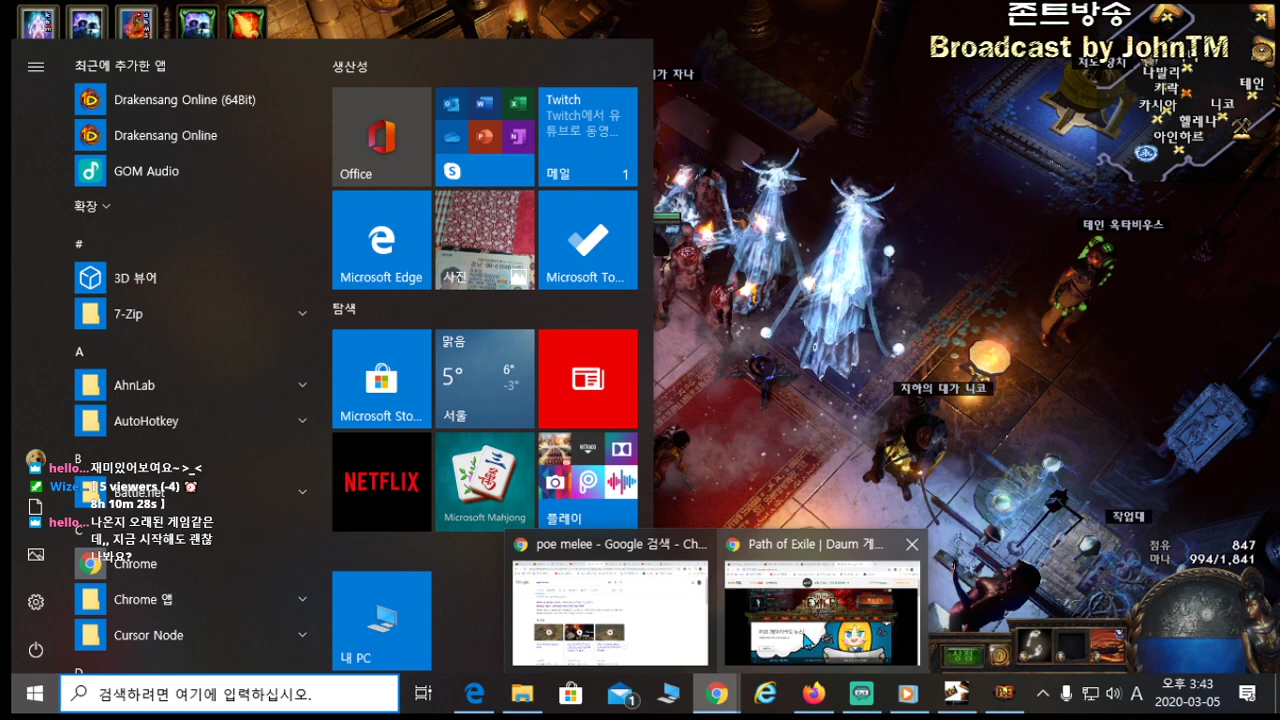 존트방송
Broadcast by JohnTM
최근에 추가한 앱
Drakensang Online (64Bit)
Drakensang Online
GOM Audio
확장
#
3D 뷰어
7-Zip
A
AhnLab
AutoHotkey
B
Battle.net
C
Chrome
Chrome 앱
Cursor Node
D
hello...재미있어보여요~>_<
15 viewers (-4)
8h 10m 28s ]
hello...나온지 오래된 게임같은
데,, 지금 시작해도 괜찮
나봐요?
생산성
Office
Twitch
Twitch에서 유
튜브로 동영...
메일 1
Microsoft Edge
사진
Microsoft To...
탐색
Microsoft Sto...
맑음
5° 6°
-3°
서울
NETFLIX
Microsoft Mahjong
플레이
내 PC
poe melee - Google 검색 - Ch...
Path of Exile | Daum 게...
가 자나
지도 장치
나발리
카락
카시아
테인
니코
헬레나
아인하르
테인 옥타비우스
지하의 대가 니코
작업대
점유 847
마나 994/1,841
상점
검색하려면 여기에 입력하십시오.
1
A
오후 3:43
2020-03-05